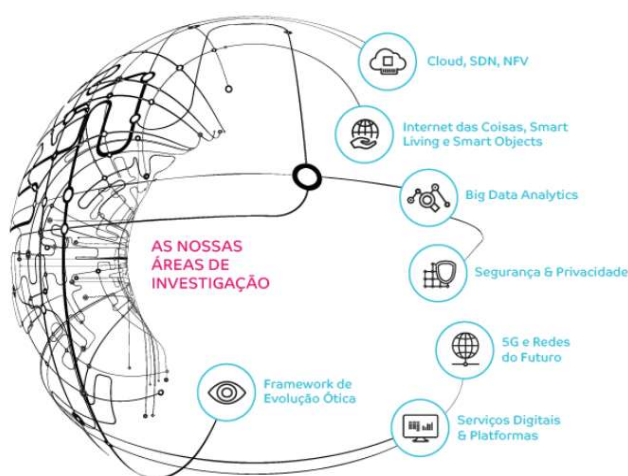 Cloud, SDN, NFV
Internet das Coisas, Smart
Living e Smart Objects
Big Data Analytics
AS NOSSAS
ÁREAS DE
INVESTIGAÇÃO
Segurança & Privacidade
5G e Redes
do Futuro
Framework de
Evolução Ótica
Serviços Digitais
& Platformas